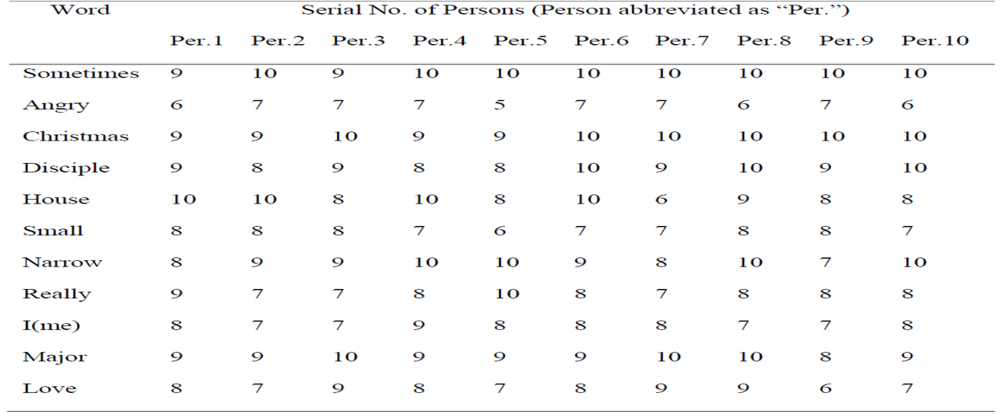 Word Serial No. of Persons (Person abbreviated as “Per.”)
Per.1 Per.2 Per.3 Per.4 Per.5 Per.6 Per.7 Per.8 Per.9 Per.10
Sometimes 9 10 9 10 10 10 10 10 10 10
Angry 6 7 7 7 5 7 7 6 7 6
Christmas 9 9 10 9 9 10 10 10 10 10
Disciple 9 8 9 8 8 10 9 10 9 10
House 10 10 8 10 8 10 6 9 8 8
Small 8 8 8 7 6 7 7 8 8 7
Narrow 8 9 9 10 10 9 8 10 7 10
Really 9 7 7 8 10 8 7 8 8 8
I(me) 8 7 7 9 8 8 8 7 7 8
Major 9 9 10 9 9 9 10 10 8 9
Love 8 7 9 8 7 8 9 9 6 7